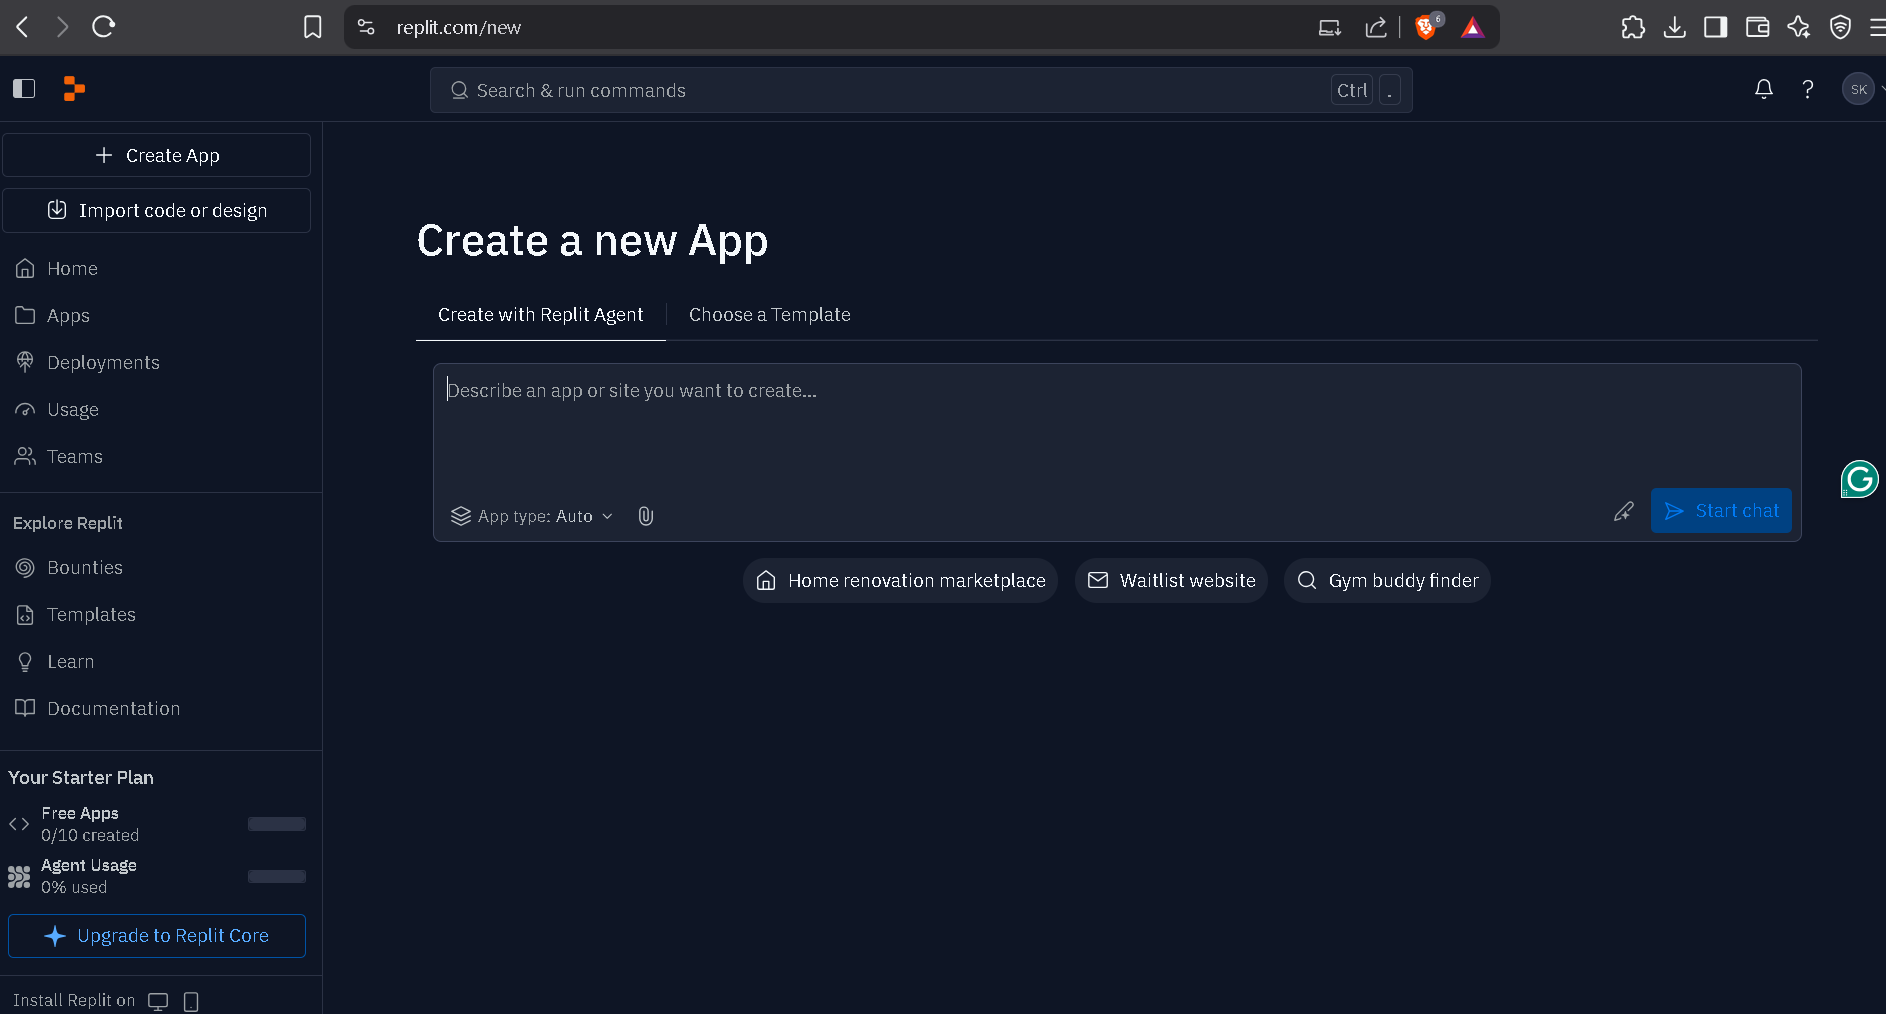 replit.com/new
6
Search & run commands
Ctrl
.
?
SK
Create App
Import code or design
Home
Apps
Deployments
Usage
Teams
Explore Replit
Bounties
Templates
Learn
Documentation
Your Starter Plan
Free Apps
0/10 created
Agent Usage
0% used
Upgrade to Replit Core
Install Replit on
Create a new App
Create with Replit Agent
Choose a Template
Describe an app or site you want to create...
App type: Auto
Start chat
Home renovation marketplace
Waitlist website
Gym buddy finder
G